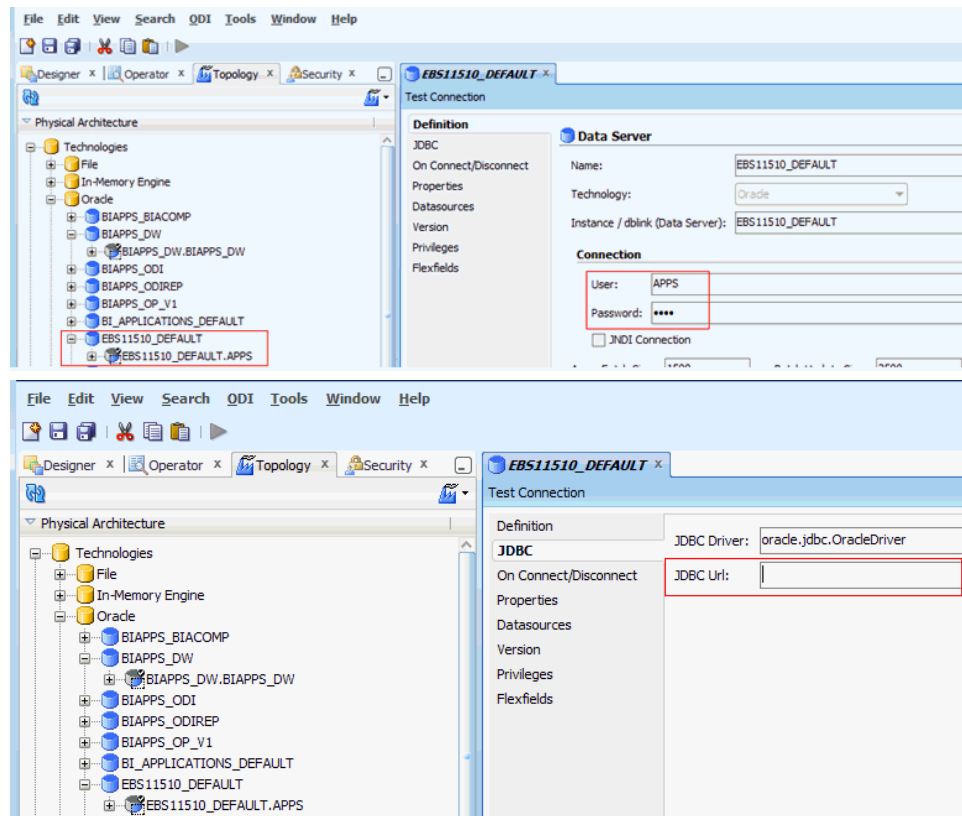 File Edit View Search ODI Tools Window Help
Designer x Operator x Topology x Security x
EBS11510_DEFAULT x
Test Connection
Physical Architecture
Technologies
File
In-Memory Engine
Oracle
BIAPPS_BIACOMP
BIAPPS_DW
BIAPPS_DW.BIAPPS_DW
BIAPPS_ODI
BIAPPS_ODIREP
BIAPPS_OP_V1
BI_APPLICATIONS_DEFAULT
EBS11510_DEFAULT
EBS11510_DEFAULT.APPS
Definition
JDBC
On Connect/Disconnect
Properties
Datasources
Version
Privileges
Flexfields
Data Server
Name: EBS11510_DEFAULT
Technology: Oracle
Instance / dblink (Data Server): EBS11510_DEFAULT
Connection
User: APPS
Password: ••••
JNDI Connection
File Edit View Search ODI Tools Window Help
Designer x Operator x Topology x Security x
EBS11510_DEFAULT x
Test Connection
Physical Architecture
Technologies
File
In-Memory Engine
Oracle
BIAPPS_BIACOMP
BIAPPS_DW
BIAPPS_DW.BIAPPS_DW
BIAPPS_ODI
BIAPPS_ODIREP
BIAPPS_OP_V1
BI_APPLICATIONS_DEFAULT
EBS11510_DEFAULT
EBS11510_DEFAULT.APPS
Definition
JDBC
On Connect/Disconnect
Properties
Datasources
Version
Privileges
Flexfields
JDBC Driver: oracle.jdbc.OracleDriver
JDBC Url: